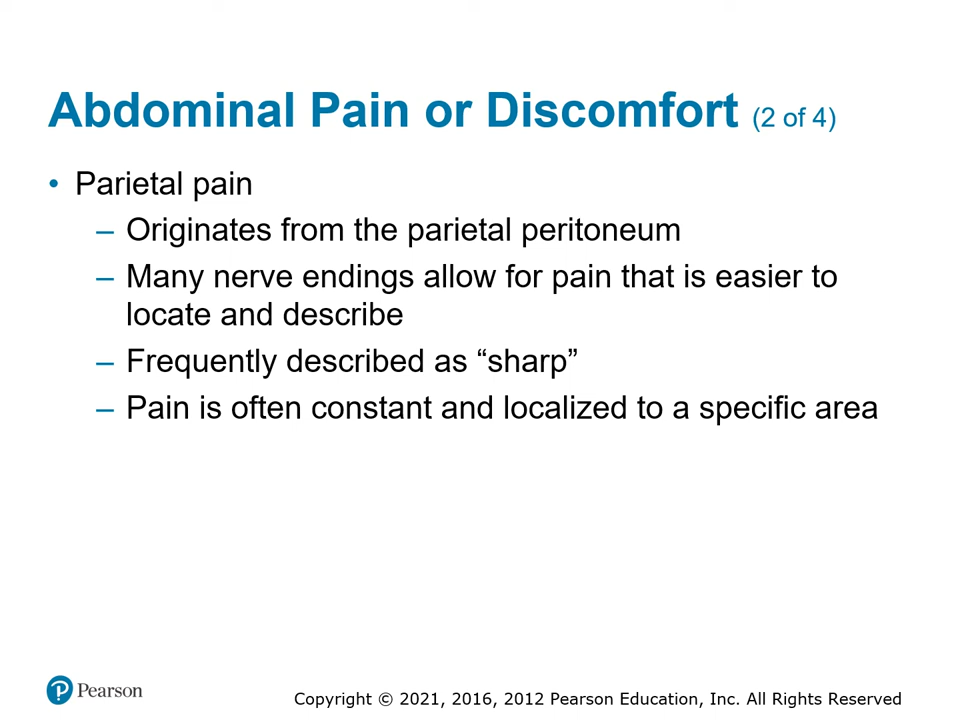 Abdominal Pain or Discomfort (2 of 4)
• Parietal pain
– Originates from the parietal peritoneum
– Many nerve endings allow for pain that is easier to
locate and describe
– Frequently described as “sharp”
– Pain is often constant and localized to a specific area
Pearson
Copyright © 2021, 2016, 2012 Pearson Education, Inc. All Rights Reserved